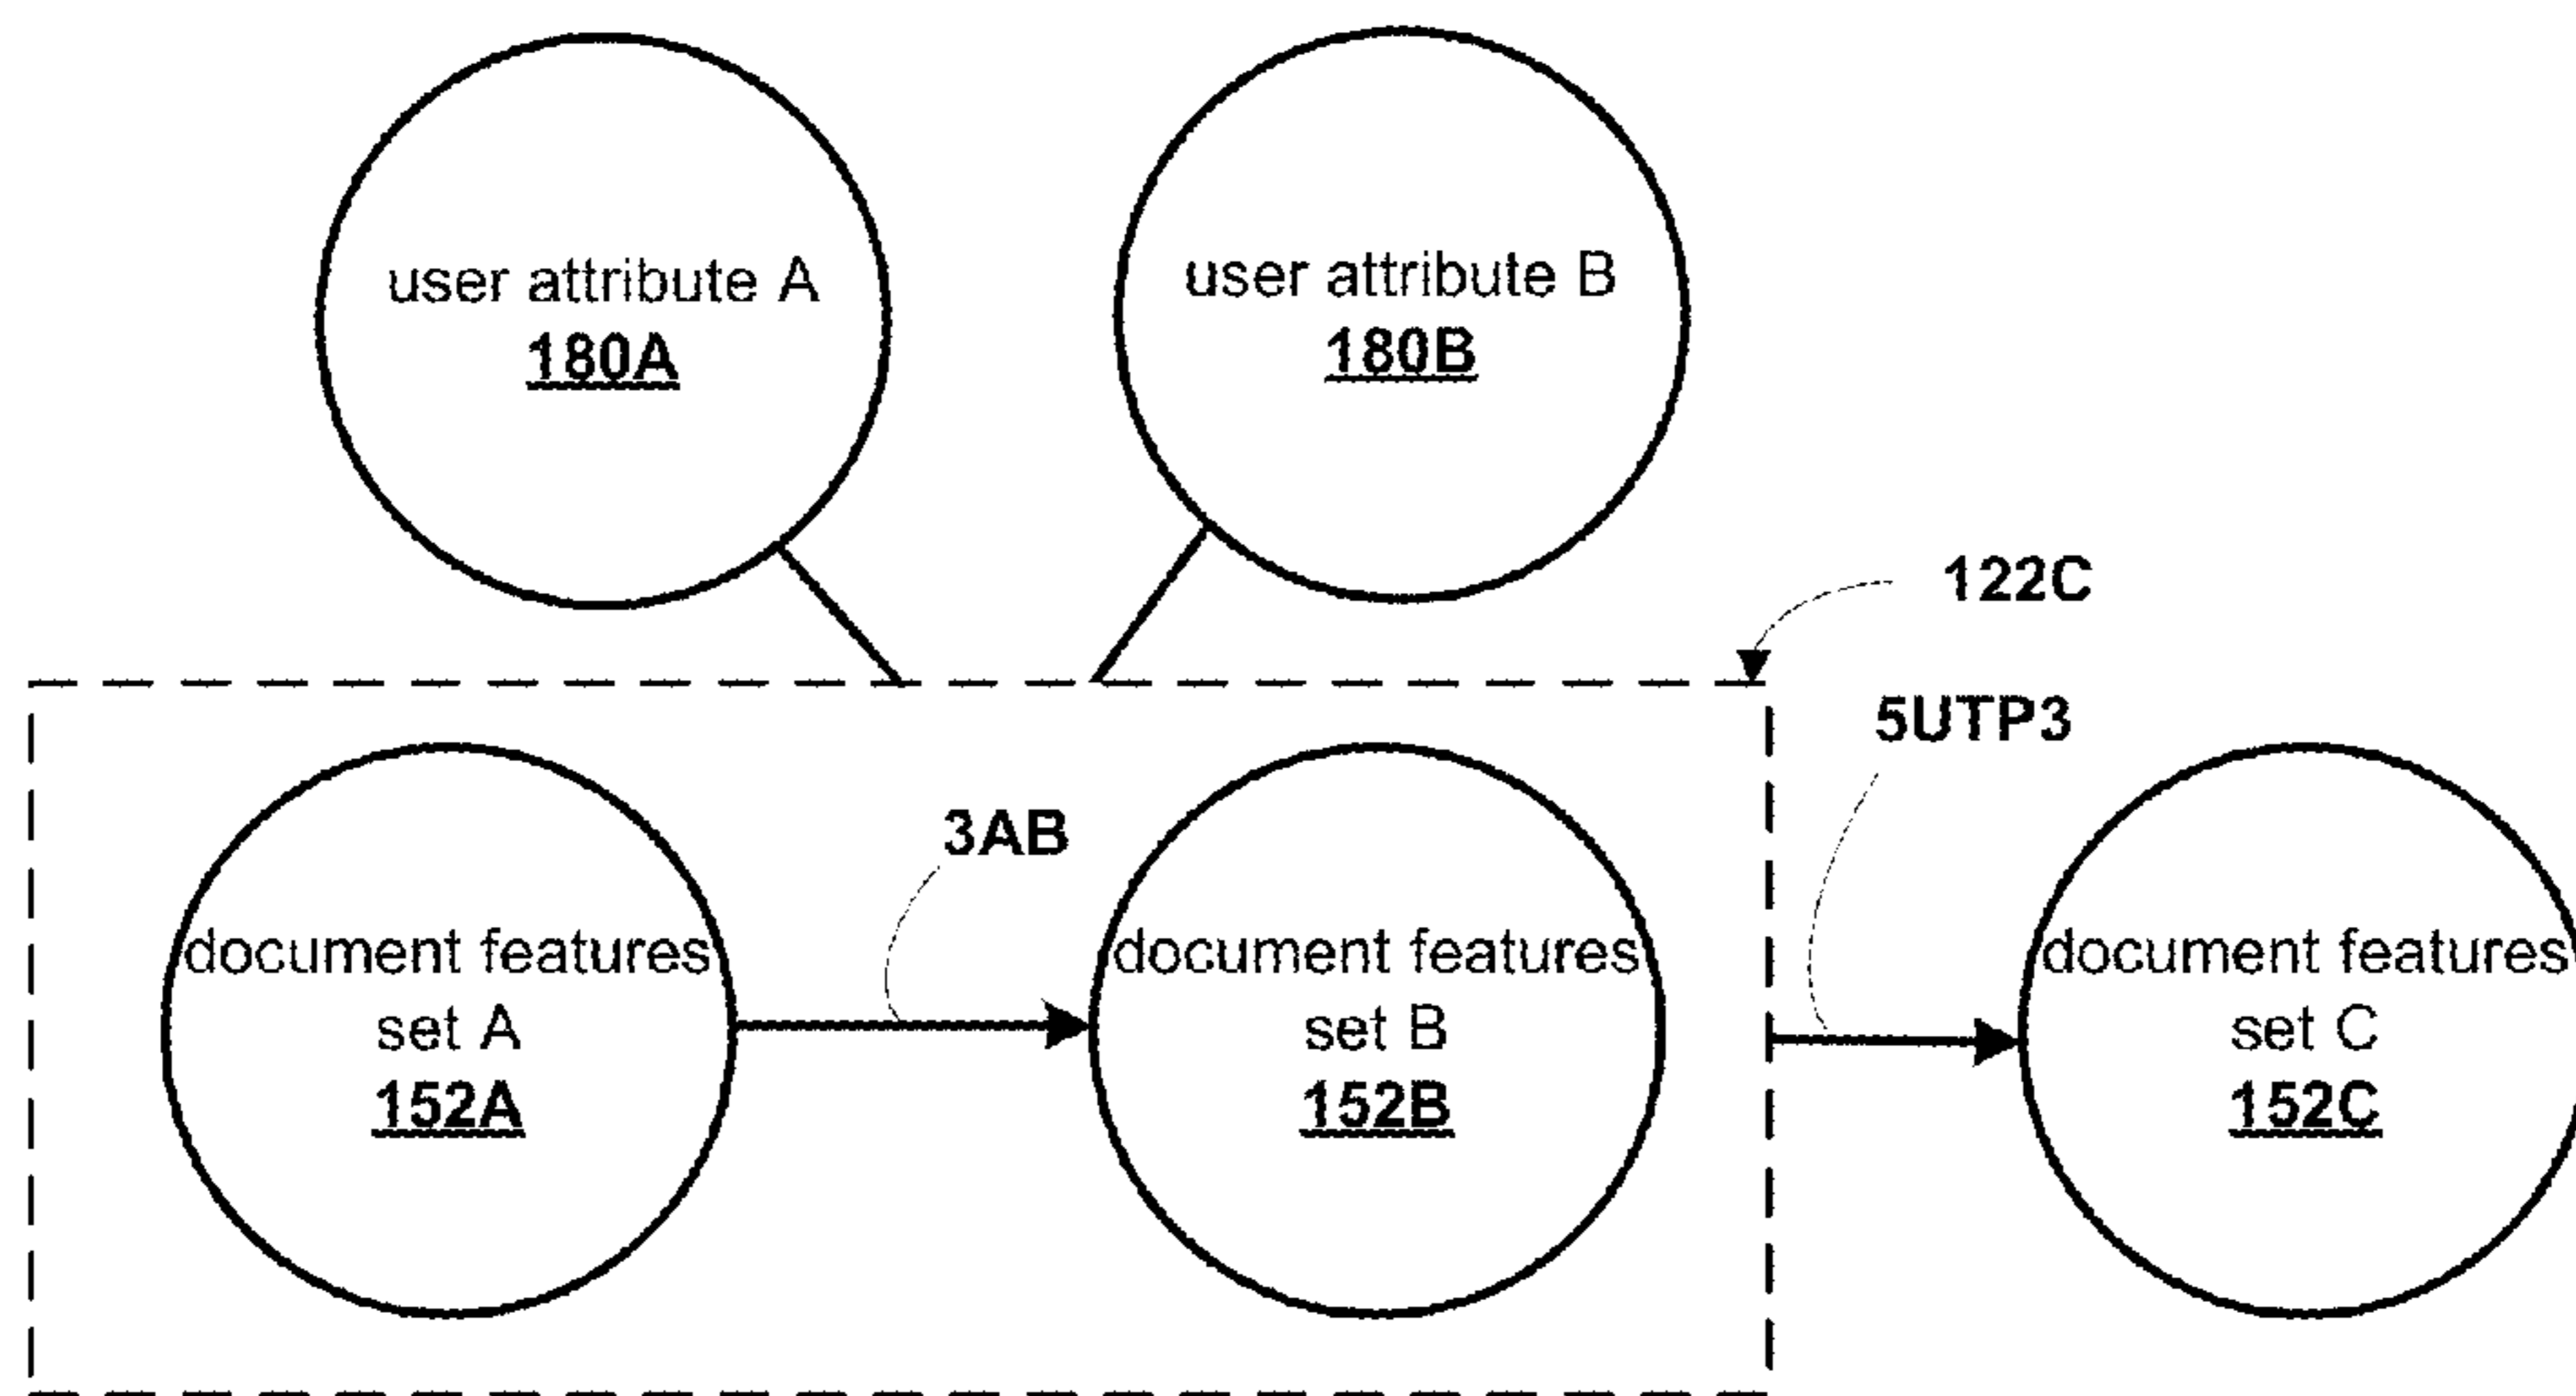 user attribute A
180A
user attribute B
180B
122C
5UTP3
3AB
document features
set A
152A
document features
set B
152B
document features
set C
152C